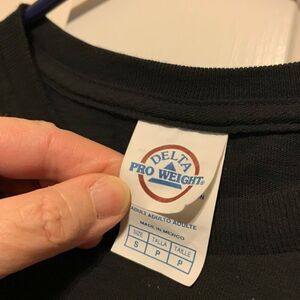 DELTA
PRO WEIGHT®
ADULTO ADULTE
MADE IN MEXICO
SIZE TALLA TAILLE
S P P